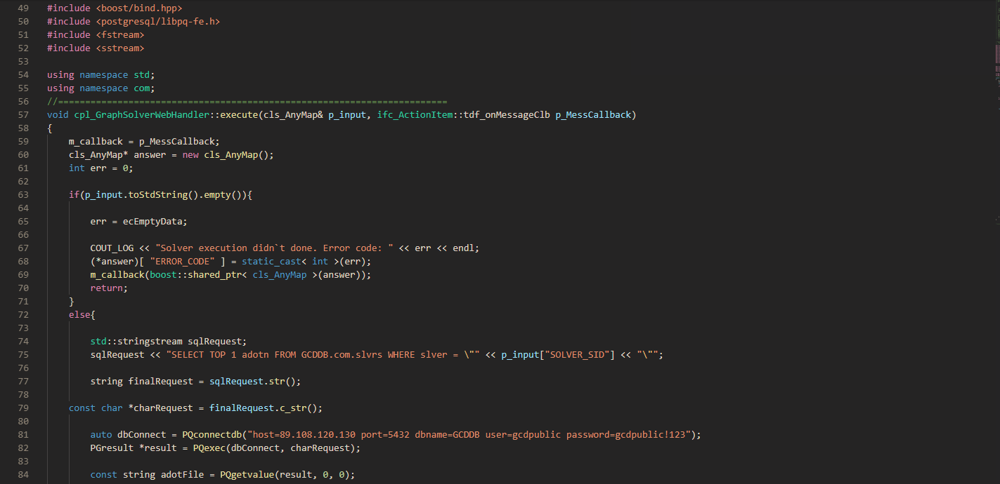 49 #include <boost/bind.hpp>
50 #include <postgresql/libpq-fe.h>
51 #include <fstream>
52 #include <sstream>
53
54 using namespace std;
55 using namespace com;
56 //========================================================================
57 void cpl_GraphSolverWebHandler::execute(cls_AnyMap& p_input, ifc_ActionItem::tdf_onMessageClb p_MessCallback)
58 {
59     m_callback = p_MessCallback;
60     cls_AnyMap* answer = new cls_AnyMap();
61     int err = 0;
62
63     if(p_input.toStdString().empty()){
64
65         err = ecEmptyData;
66
67         COUT_LOG << "Solver execution didn`t done. Error code: " << err << endl;
68         (*answer)[ "ERROR_CODE" ] = static_cast< int >(err);
69         m_callback(boost::shared_ptr< cls_AnyMap >(answer));
70         return;
71     }
72     else{
73
74         std::stringstream sqlRequest;
75         sqlRequest << "SELECT TOP 1 adotn FROM GCDDB.com.slvrs WHERE slver = \"" << p_input["SOLVER_SID"] << "\"";
76
77         string finalRequest = sqlRequest.str();
78
79     const char *charRequest = finalRequest.c_str();
80
81         auto dbConnect = PQconnectdb("host=89.108.120.130 port=5432 dbname=GCDDB user=gcdpublic password=gcdpublic!123");
82         PGresult *result = PQexec(dbConnect, charRequest);
83
84         const string adotFile = PQgetvalue(result, 0, 0);